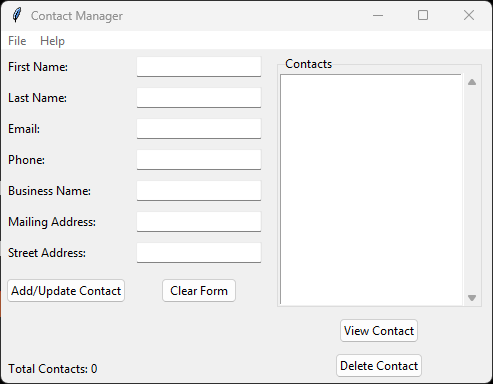 Contact Manager
File Help
First Name:
Last Name:
Email:
Phone:
Business Name:
Mailing Address:
Street Address:
Add/Update Contact Clear Form
Total Contacts: 0
Contacts
View Contact
Delete Contact